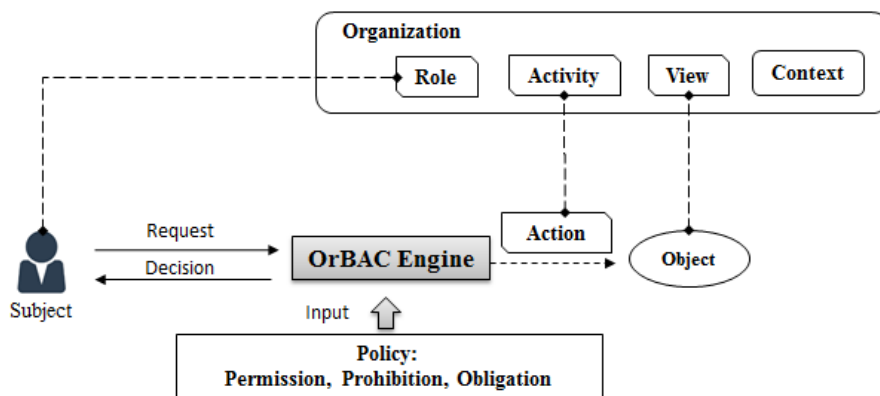 Organization
Role
Activity
View
Context
Request
Action
OrBAC Engine
Object
Decision
Subject
Input
Policy:
Permission, Prohibition, Obligation